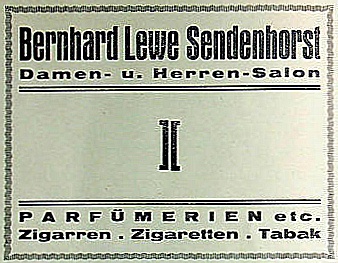 Bernhard Lewe Sendenhorst
Damen- u. Herren-Salon
PARFÜMERIEN etc.
Zigarren . Zigaretten . Tabak